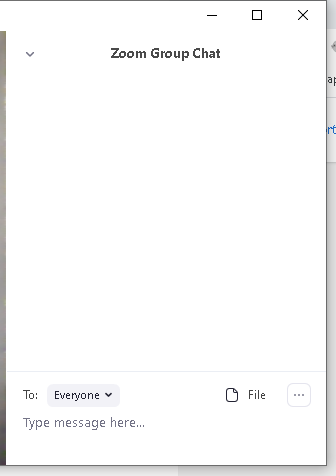 Zoom Group Chat
To: Everyone File
Type message here...